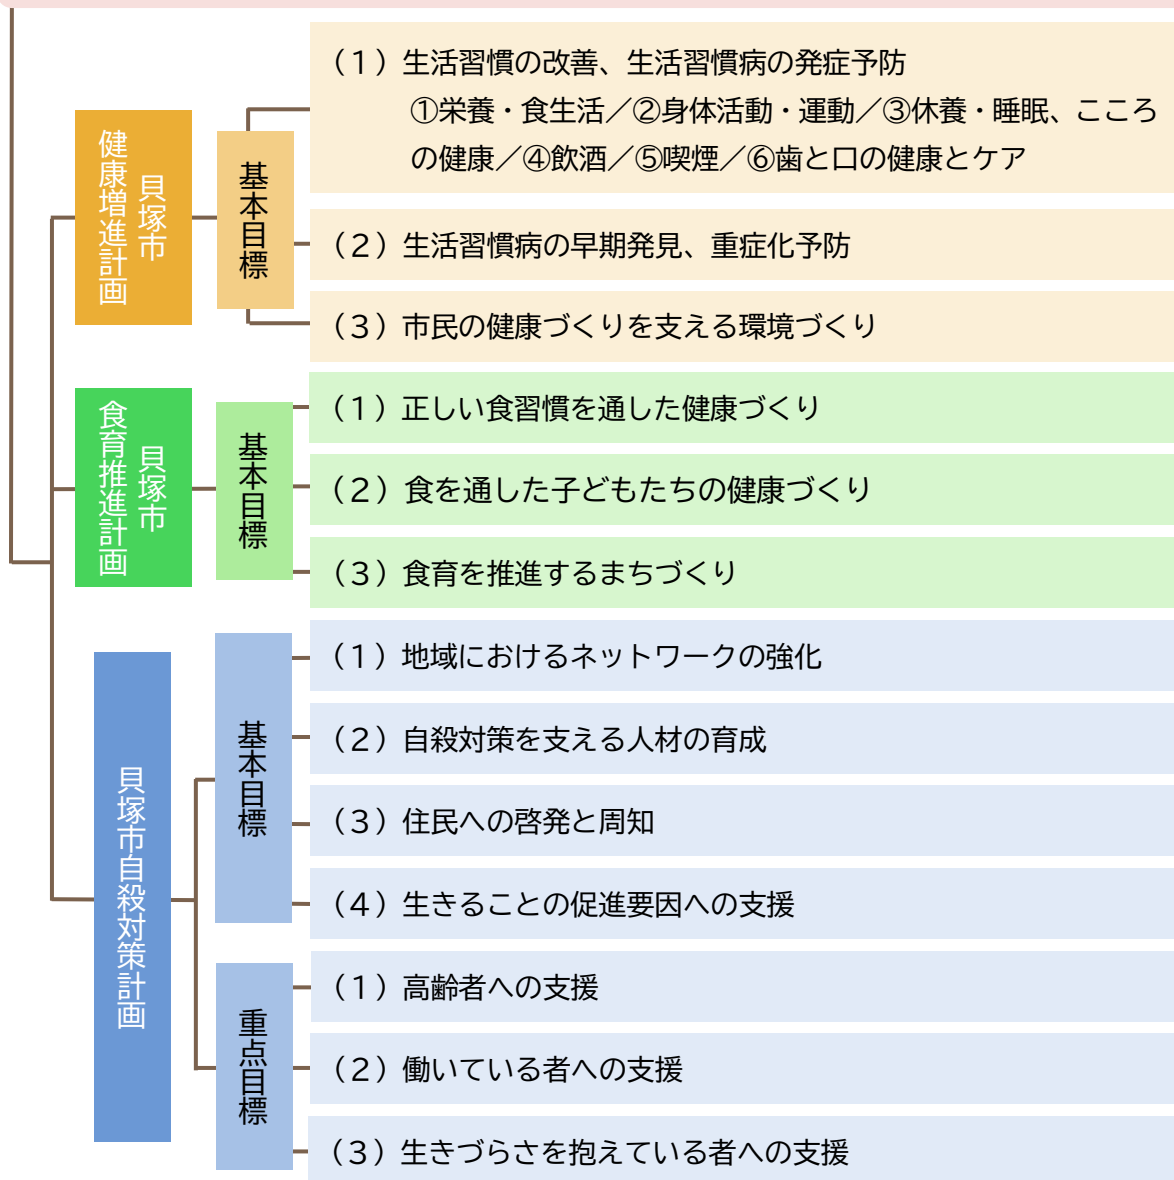 貝塚市
健康増進計画
基本目標
（１）生活習慣の改善、生活習慣病の発症予防
①栄養・食生活／②身体活動・運動／③休養・睡眠、こころ
の健康／④飲酒／⑤喫煙／⑥歯と口の健康とケア
（２）生活習慣病の早期発見、重症化予防
（３）市民の健康づくりを支える環境づくり
貝塚市
食育推進計画
基本目標
（１）正しい食習慣を通した健康づくり
（２）食を通した子どもたちの健康づくり
（３）食育を推進するまちづくり
貝塚市自殺対策計画
基本目標
（１）地域におけるネットワークの強化
（２）自殺対策を支える人材の育成
（３）住民への啓発と周知
（４）生きることの促進要因への支援
重点目標
（１）高齢者への支援
（２）働いている者への支援
（３）生きづらさを抱えている者への支援